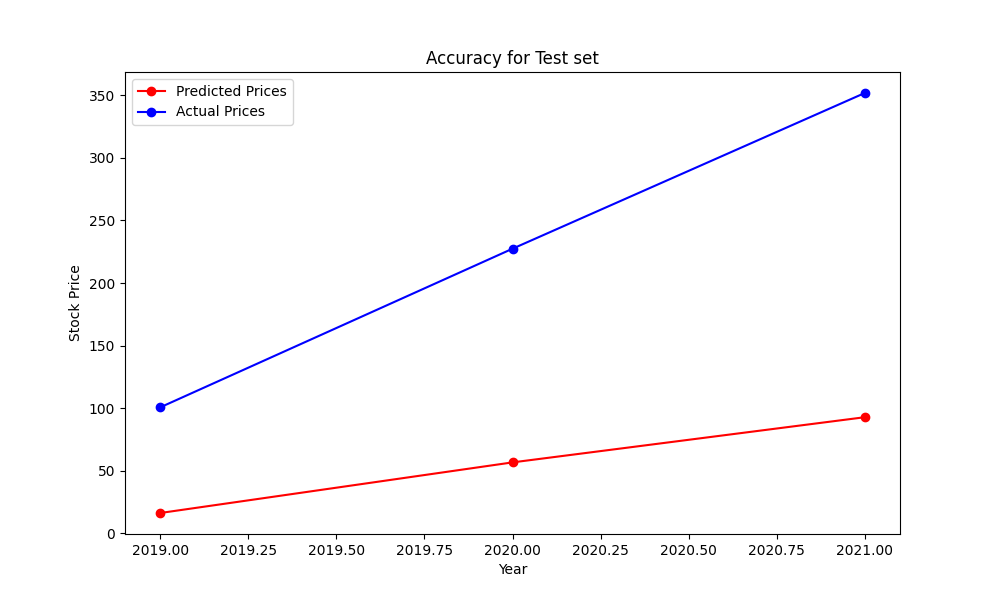 Accuracy for Test set
Predicted Prices
Actual Prices
350
300
250
200
150
100
50
0
Stock Price
2019.00 2019.25 2019.50 2019.75 2020.00 2020.25 2020.50 2020.75 2021.00
Year